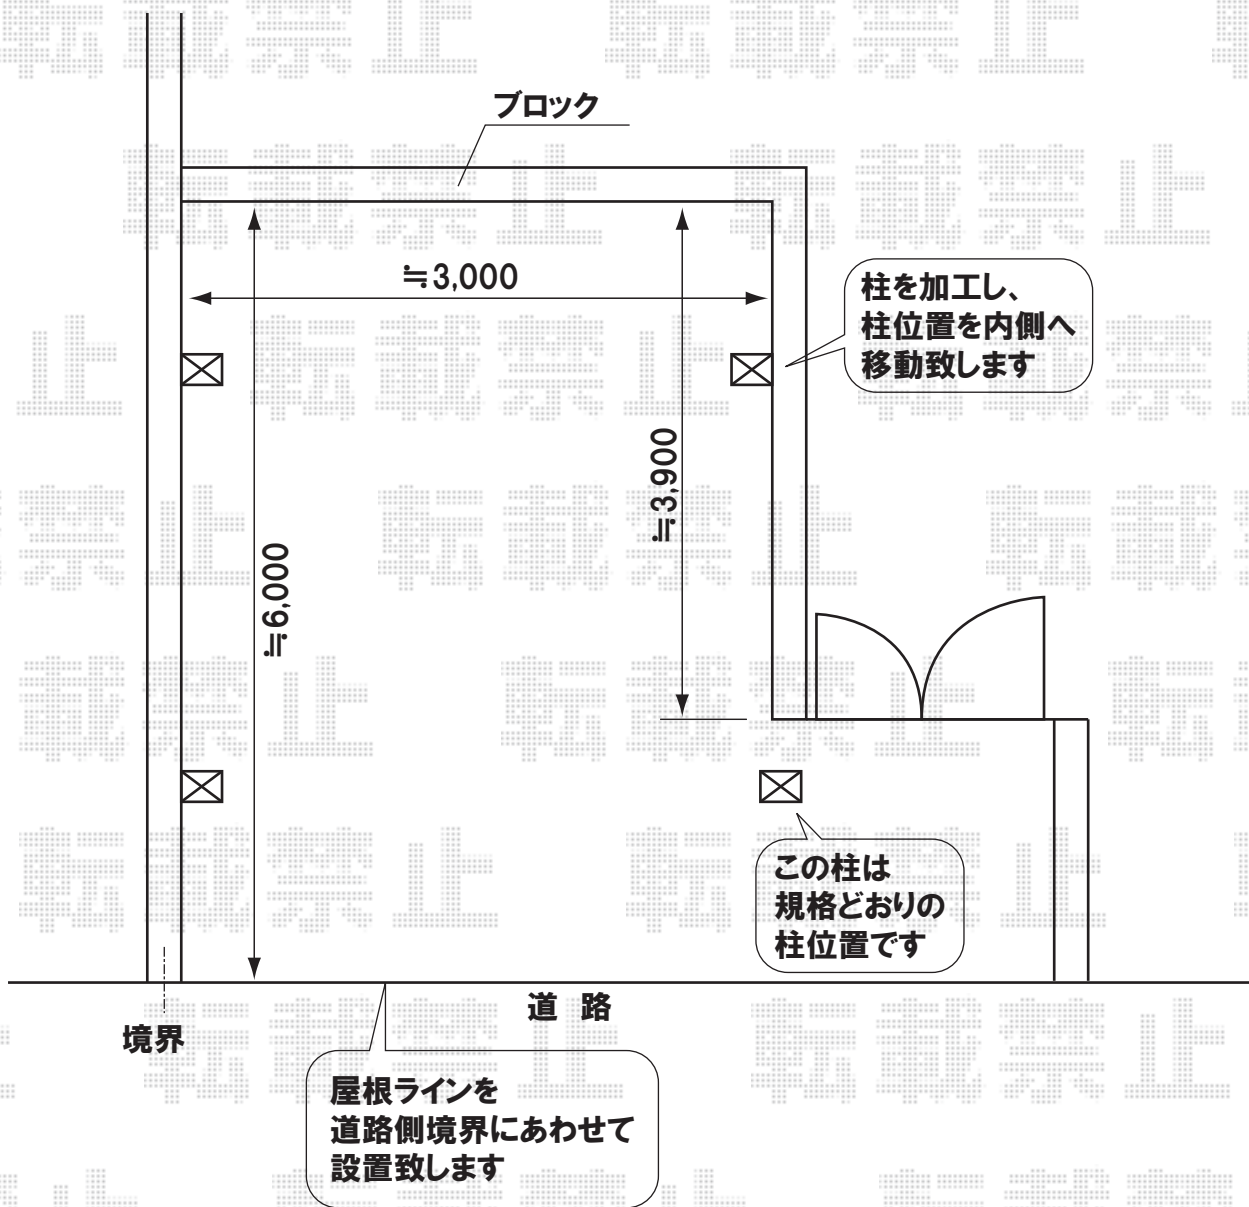 ブロック
≒3,000
柱を加工し、
柱位置を内側へ
移動致します
≒3,900
≒6,000
この柱は
規格どおりの
柱位置です
道 路
境界
屋根ラインを
道路側境界にあわせて
設置致します
転載禁止